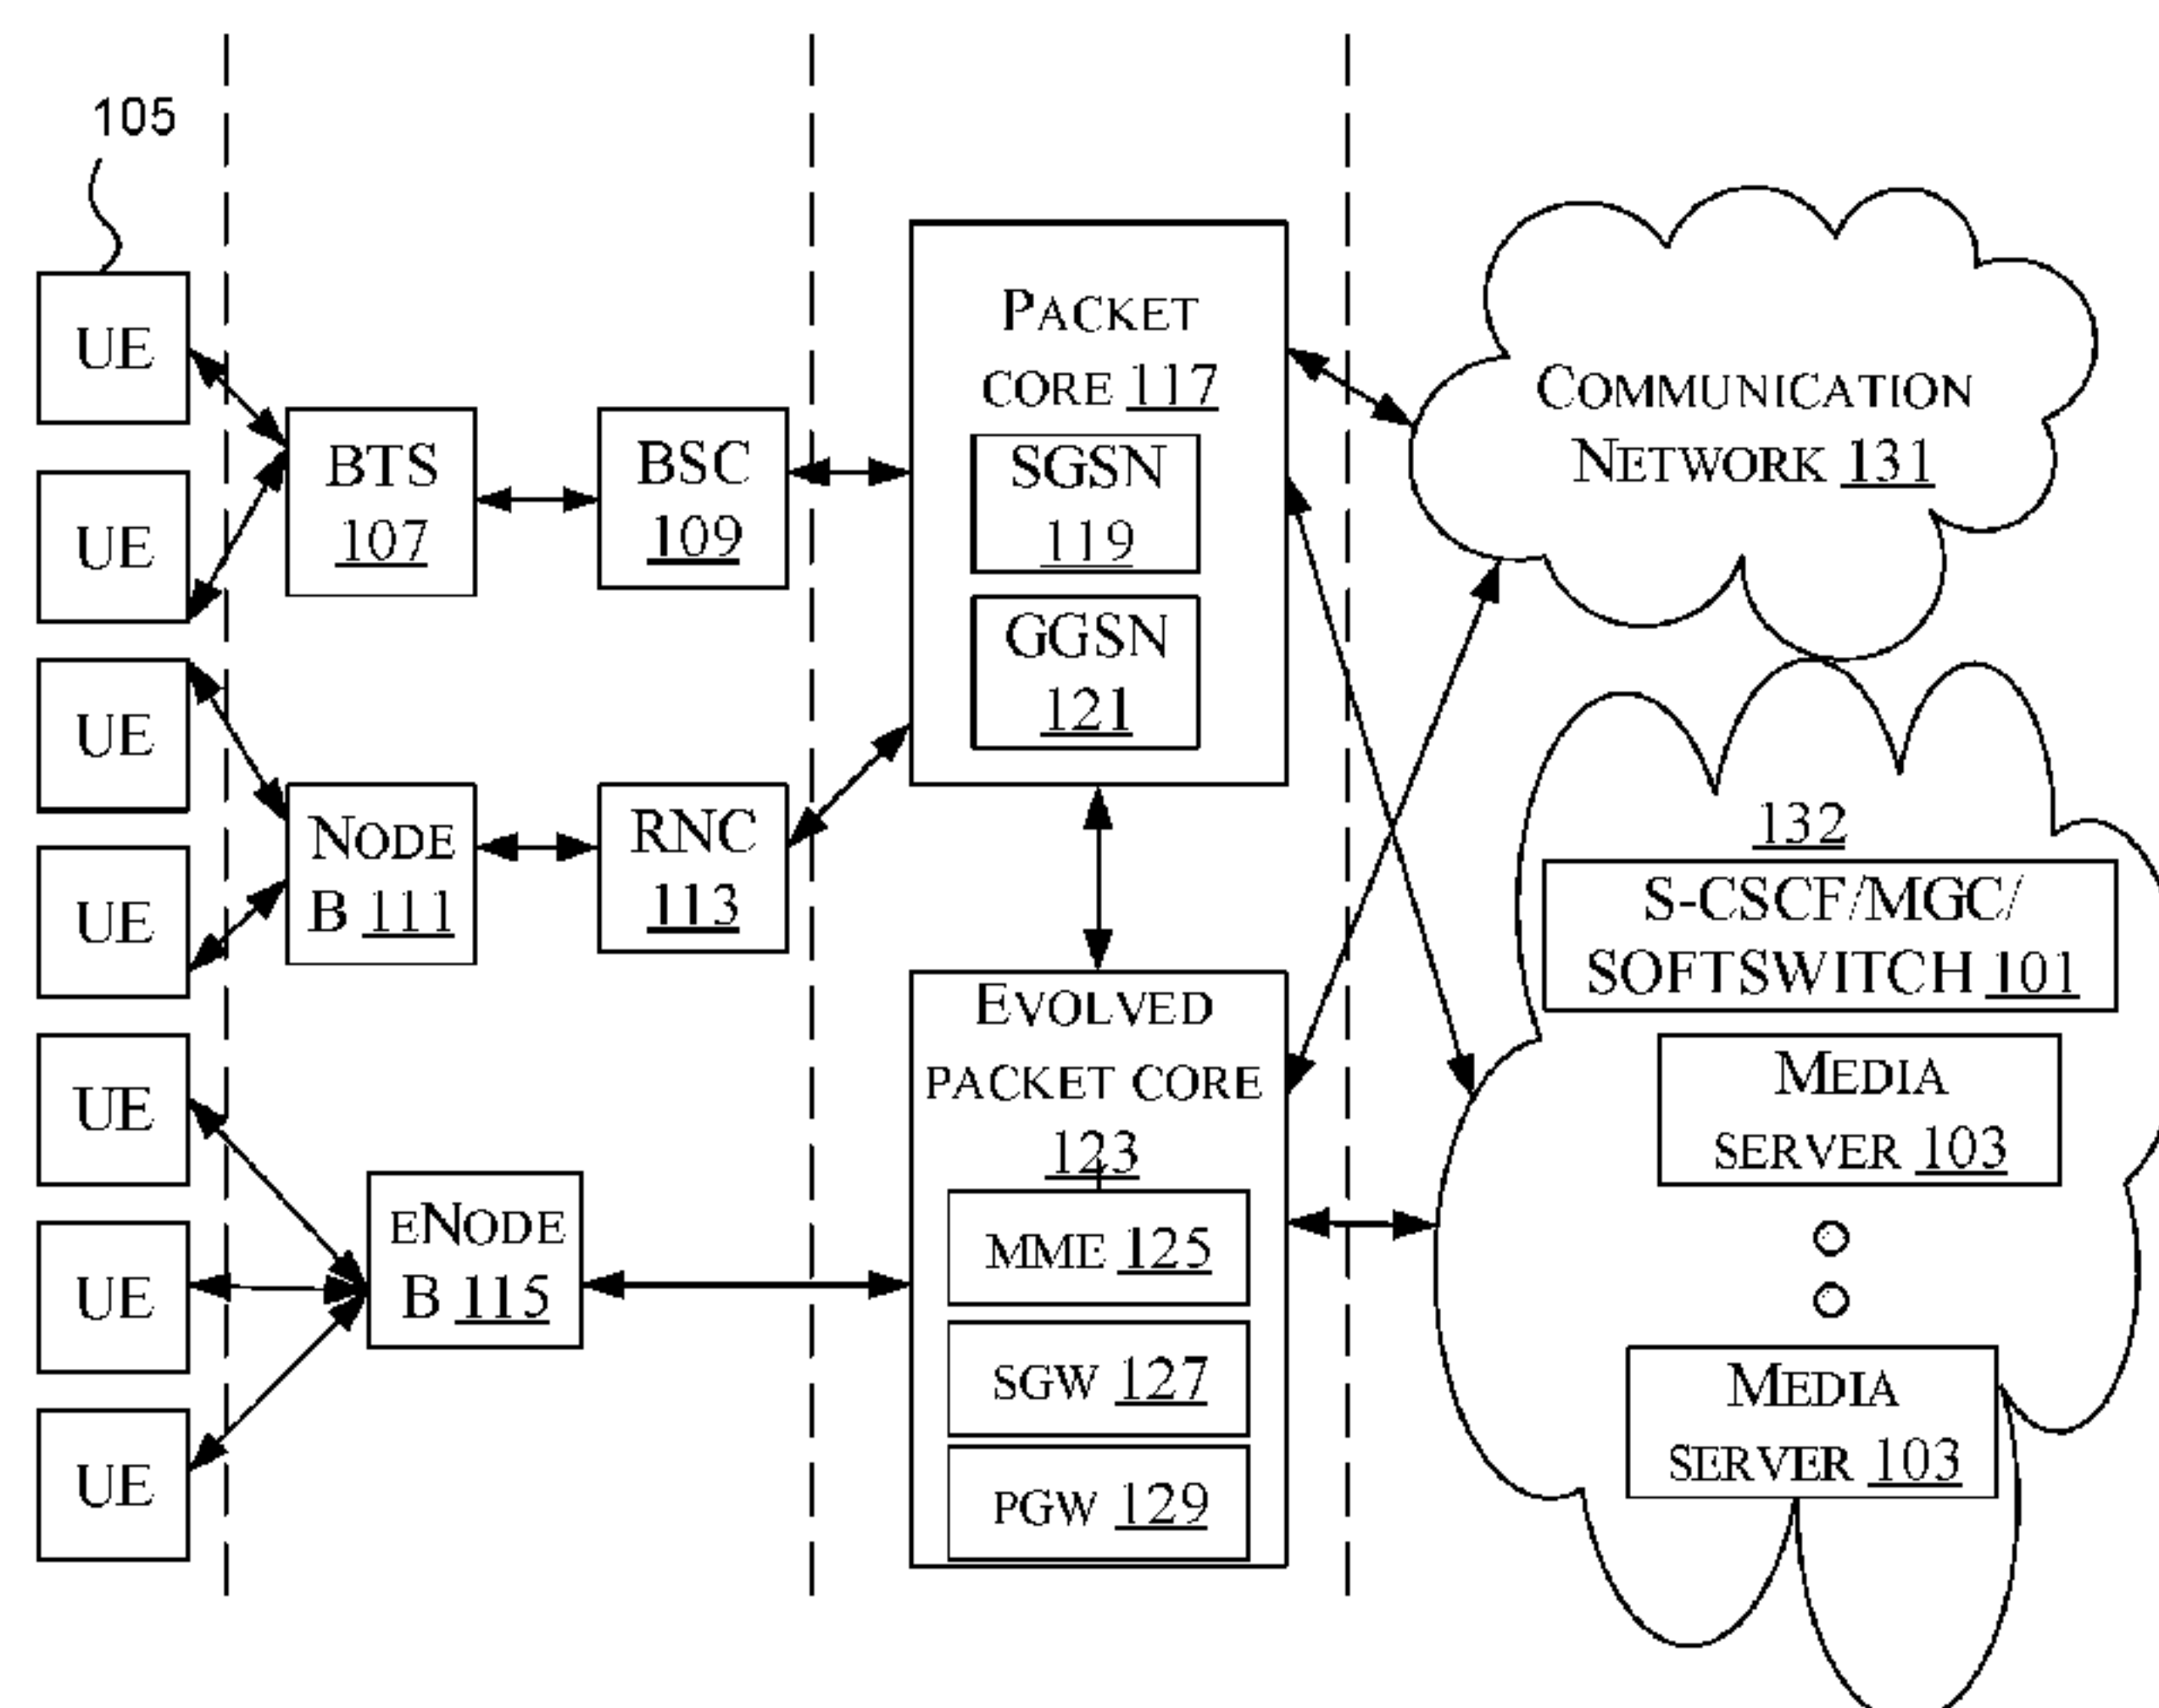 105
UE
UE
UE
UE
UE
UE
UE
BTS
107
BSC
109
NODE
B 111
RNC
113
eNODE
B 115
PACKET
CORE 117
SGSN
119
GGSN
121
EVOLVED
PACKET CORE
123
MME 125
SGW 127
PGW 129
COMMUNICATION
NETWORK 131
132
S-CSCF/MGC/
SOFTSWITCH 101
MEDIA
SERVER 103
MEDIA
SERVER 103